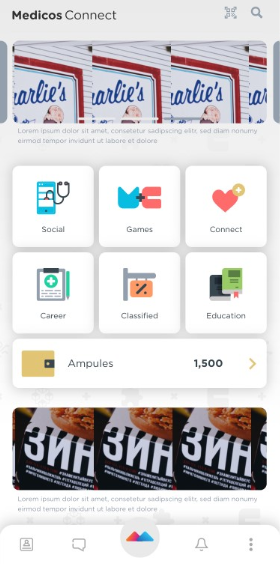 Medicos Connect
arlie's
arlie's
arlie's
Lorem ipsum dolor sit amet, consetetur sadipscing elitr, sed diam nonumy
eirmod tempor invidunt ut labore et dolore
Social
Games
Connect
Career
Classified
Education
Ampules
1,500
ЗИН
ЗИН
ЗИН
Lorem ipsum dolor sit amet, consetetur sadipscing elitr, sed diam nonumy
eirmod tempor invidunt ut labore et dolore